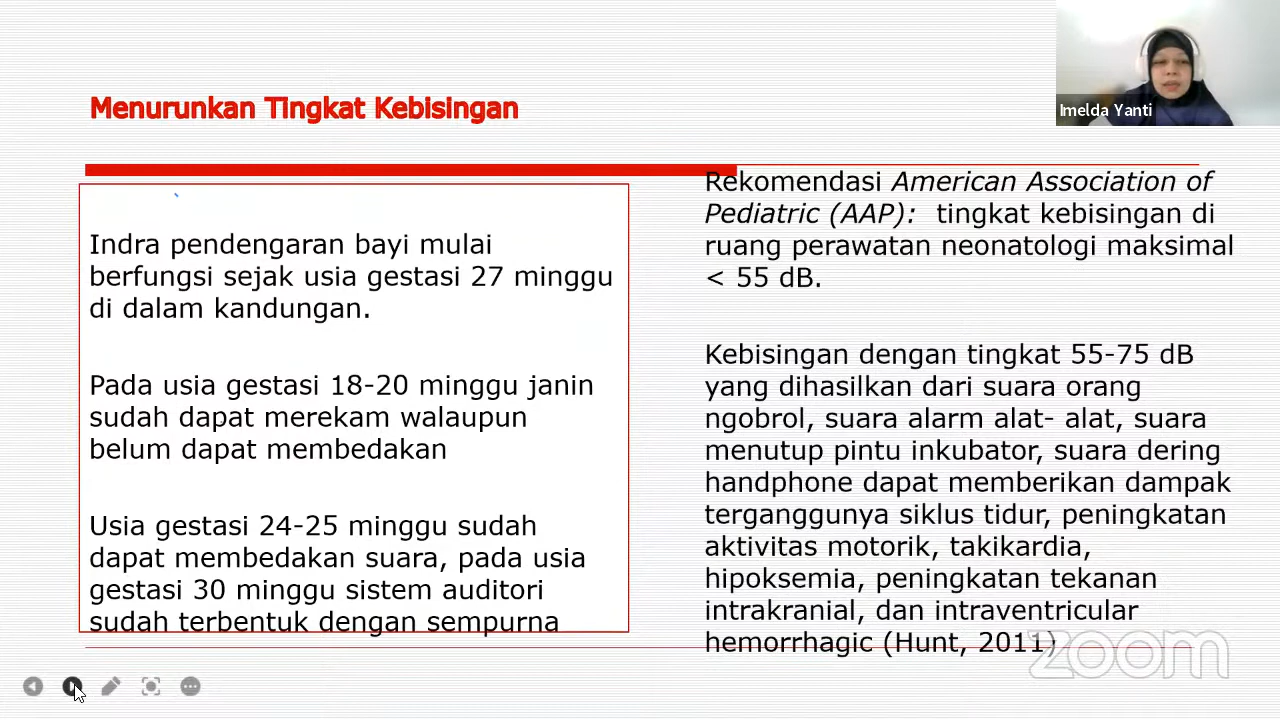 Menurunkan Tingkat Kebisingan
Indra pendengaran bayi mulai
berfungsi sejak usia gestasi 27 minggu
di dalam kandungan.
Pada usia gestasi 18-20 minggu janin
sudah dapat merekam walaupun
belum dapat membedakan
Usia gestasi 24-25 minggu sudah
dapat membedakan suara, pada usia
gestasi 30 minggu sistem auditori
sudah terbentuk dengan sempurna
Rekomendasi American Association of
Pediatric (AAP): tingkat kebisingan di
ruang perawatan neonatologi maksimal
< 55 dB.
Kebisingan dengan tingkat 55-75 dB
yang dihasilkan dari suara orang
ngobrol, suara alarm alat- alat, suara
menutup pintu inkubator, suara dering
handphone dapat memberikan dampak
terganggunya siklus tidur, peningkatan
aktivitas motorik, takikardia,
hipoksemia, peningkatan tekanan
intrakranial, dan intraventricular
hemorrhagic (Hunt, 2011)
Imelda Yanti
zoom